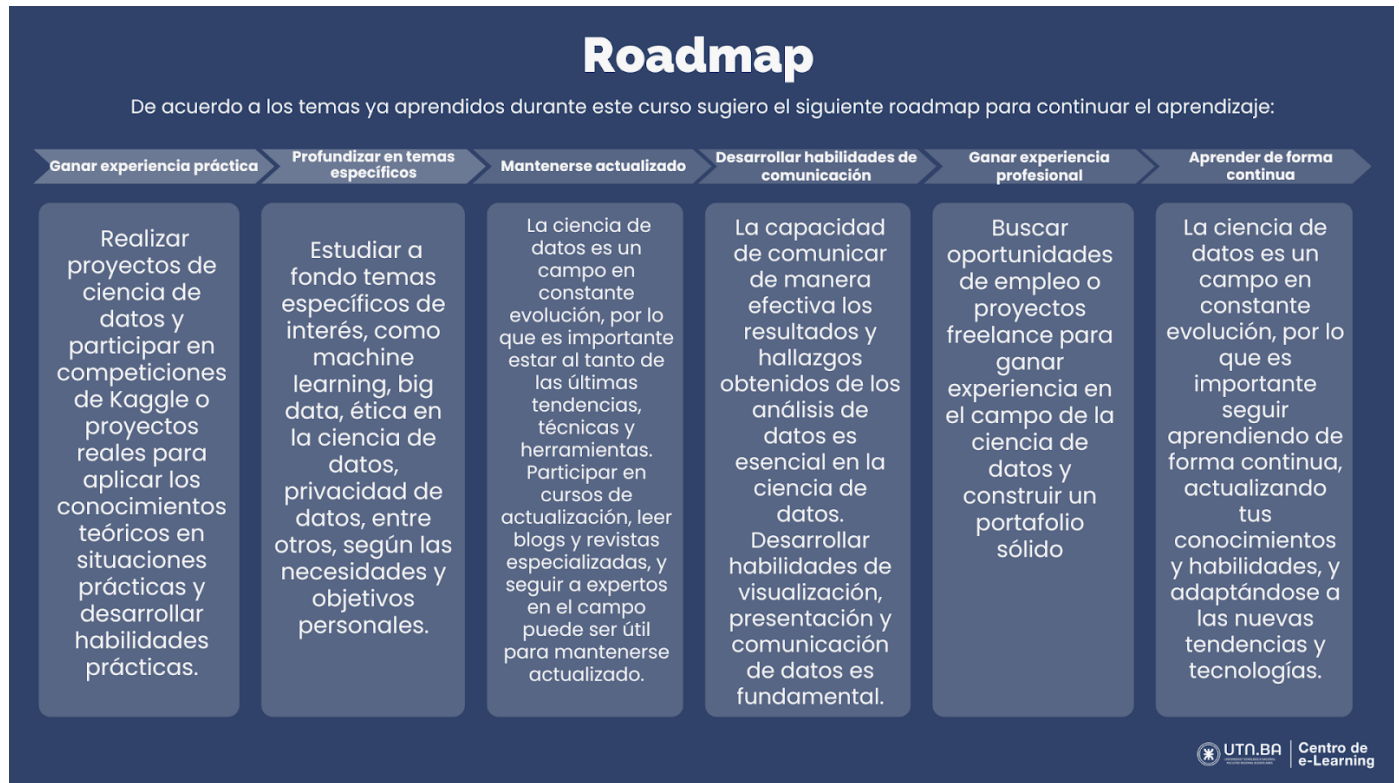 Roadmap
De acuerdo a los temas ya aprendidos durante este curso sugiero el siguiente roadmap para continuar el aprendizaje:
Ganar experiencia práctica
Profundizar en temas
específicos
Mantenerse actualizado
Desarrollar habilidades de
comunicación
Ganar experiencia
profesional
Aprender de forma
continua
Realizar
proyectos de
ciencia de
datos y
participar en
competiciones
de Kaggle o
proyectos
reales para
aplicar los
conocimientos
teóricos en
situaciones
prácticas y
desarrollar
habilidades
prácticas.
Estudiar a
fondo temas
específicos de
interés, como
machine
learning, big
data, ética en
la ciencia de
datos,
privacidad de
datos, entre
otros, según las
necesidades y
objetivos
personales.
La ciencia de
datos es un
campo en
constante
evolución, por lo
que es importante
estar al tanto de
las últimas
tendencias,
técnicas y
herramientas.
Participar en
cursos de
actualización, leer
blogs y revistas
especializadas, y
seguir a expertos
en el campo
puede ser útil
para mantenerse
actualizado.
La capacidad
de comunicar
de manera
efectiva los
resultados y
hallazgos
obtenidos de los
análisis de
datos es
esencial en la
ciencia de
datos.
Desarrollar
habilidades de
visualización,
presentación y
comunicación
de datos es
fundamental.
Buscar
oportunidades
de empleo o
proyectos
freelance para
ganar
experiencia en
el campo de la
ciencia de
datos y
construir un
portafolio
sólido
La ciencia de
datos es un
campo en
constante
evolución, por lo
que es
importante
seguir
aprendiendo de
forma continua,
actualizando
tus
conocimientos
y habilidades, y
adaptándose a
las nuevas
tendencias y
tecnologías.
UTN.BA
Centro de
e-Learning